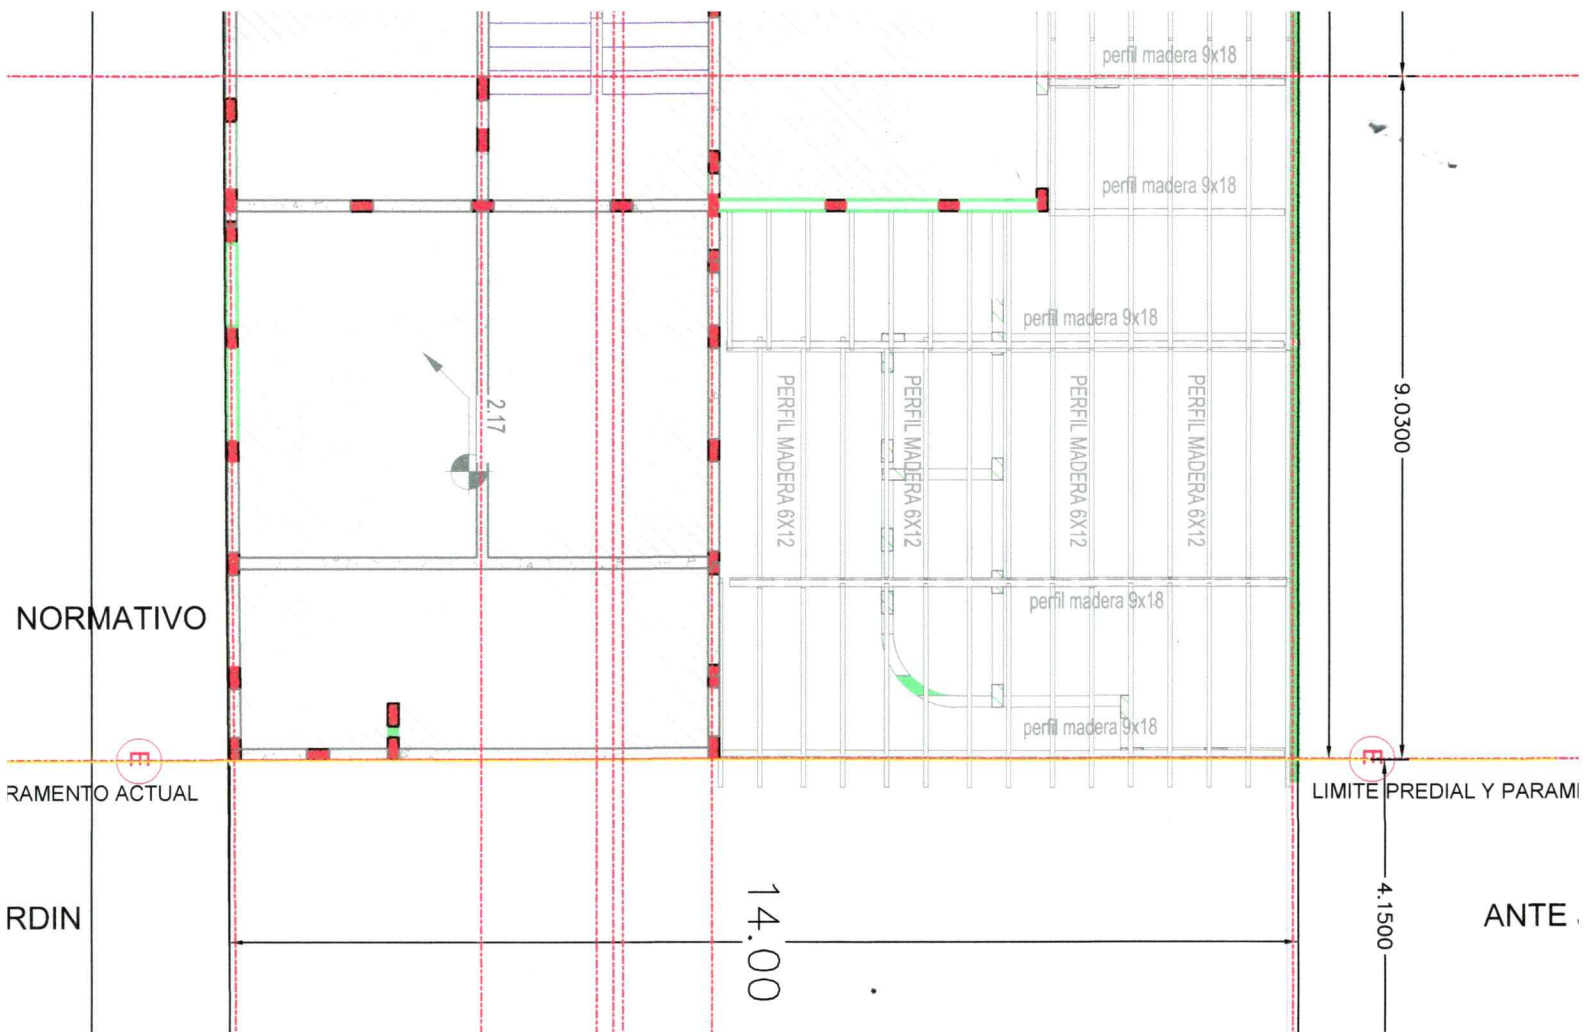 perfil madera 9x18
perfil madera 9x18
perfil madera 9x18
9.0300
PERFIL MADERA 6X12
PERFIL MADERA 6X12
PERFIL MADERA 6X12
PERFIL MADERA 6X12
2.17
perfil madera 9x18
NORMATIVO
perfil madera 9x18
E
E
RAMENTO ACTUAL
LIMITE PREDIAL Y PARAM
14.00
4.1500
RDIN
ANTE